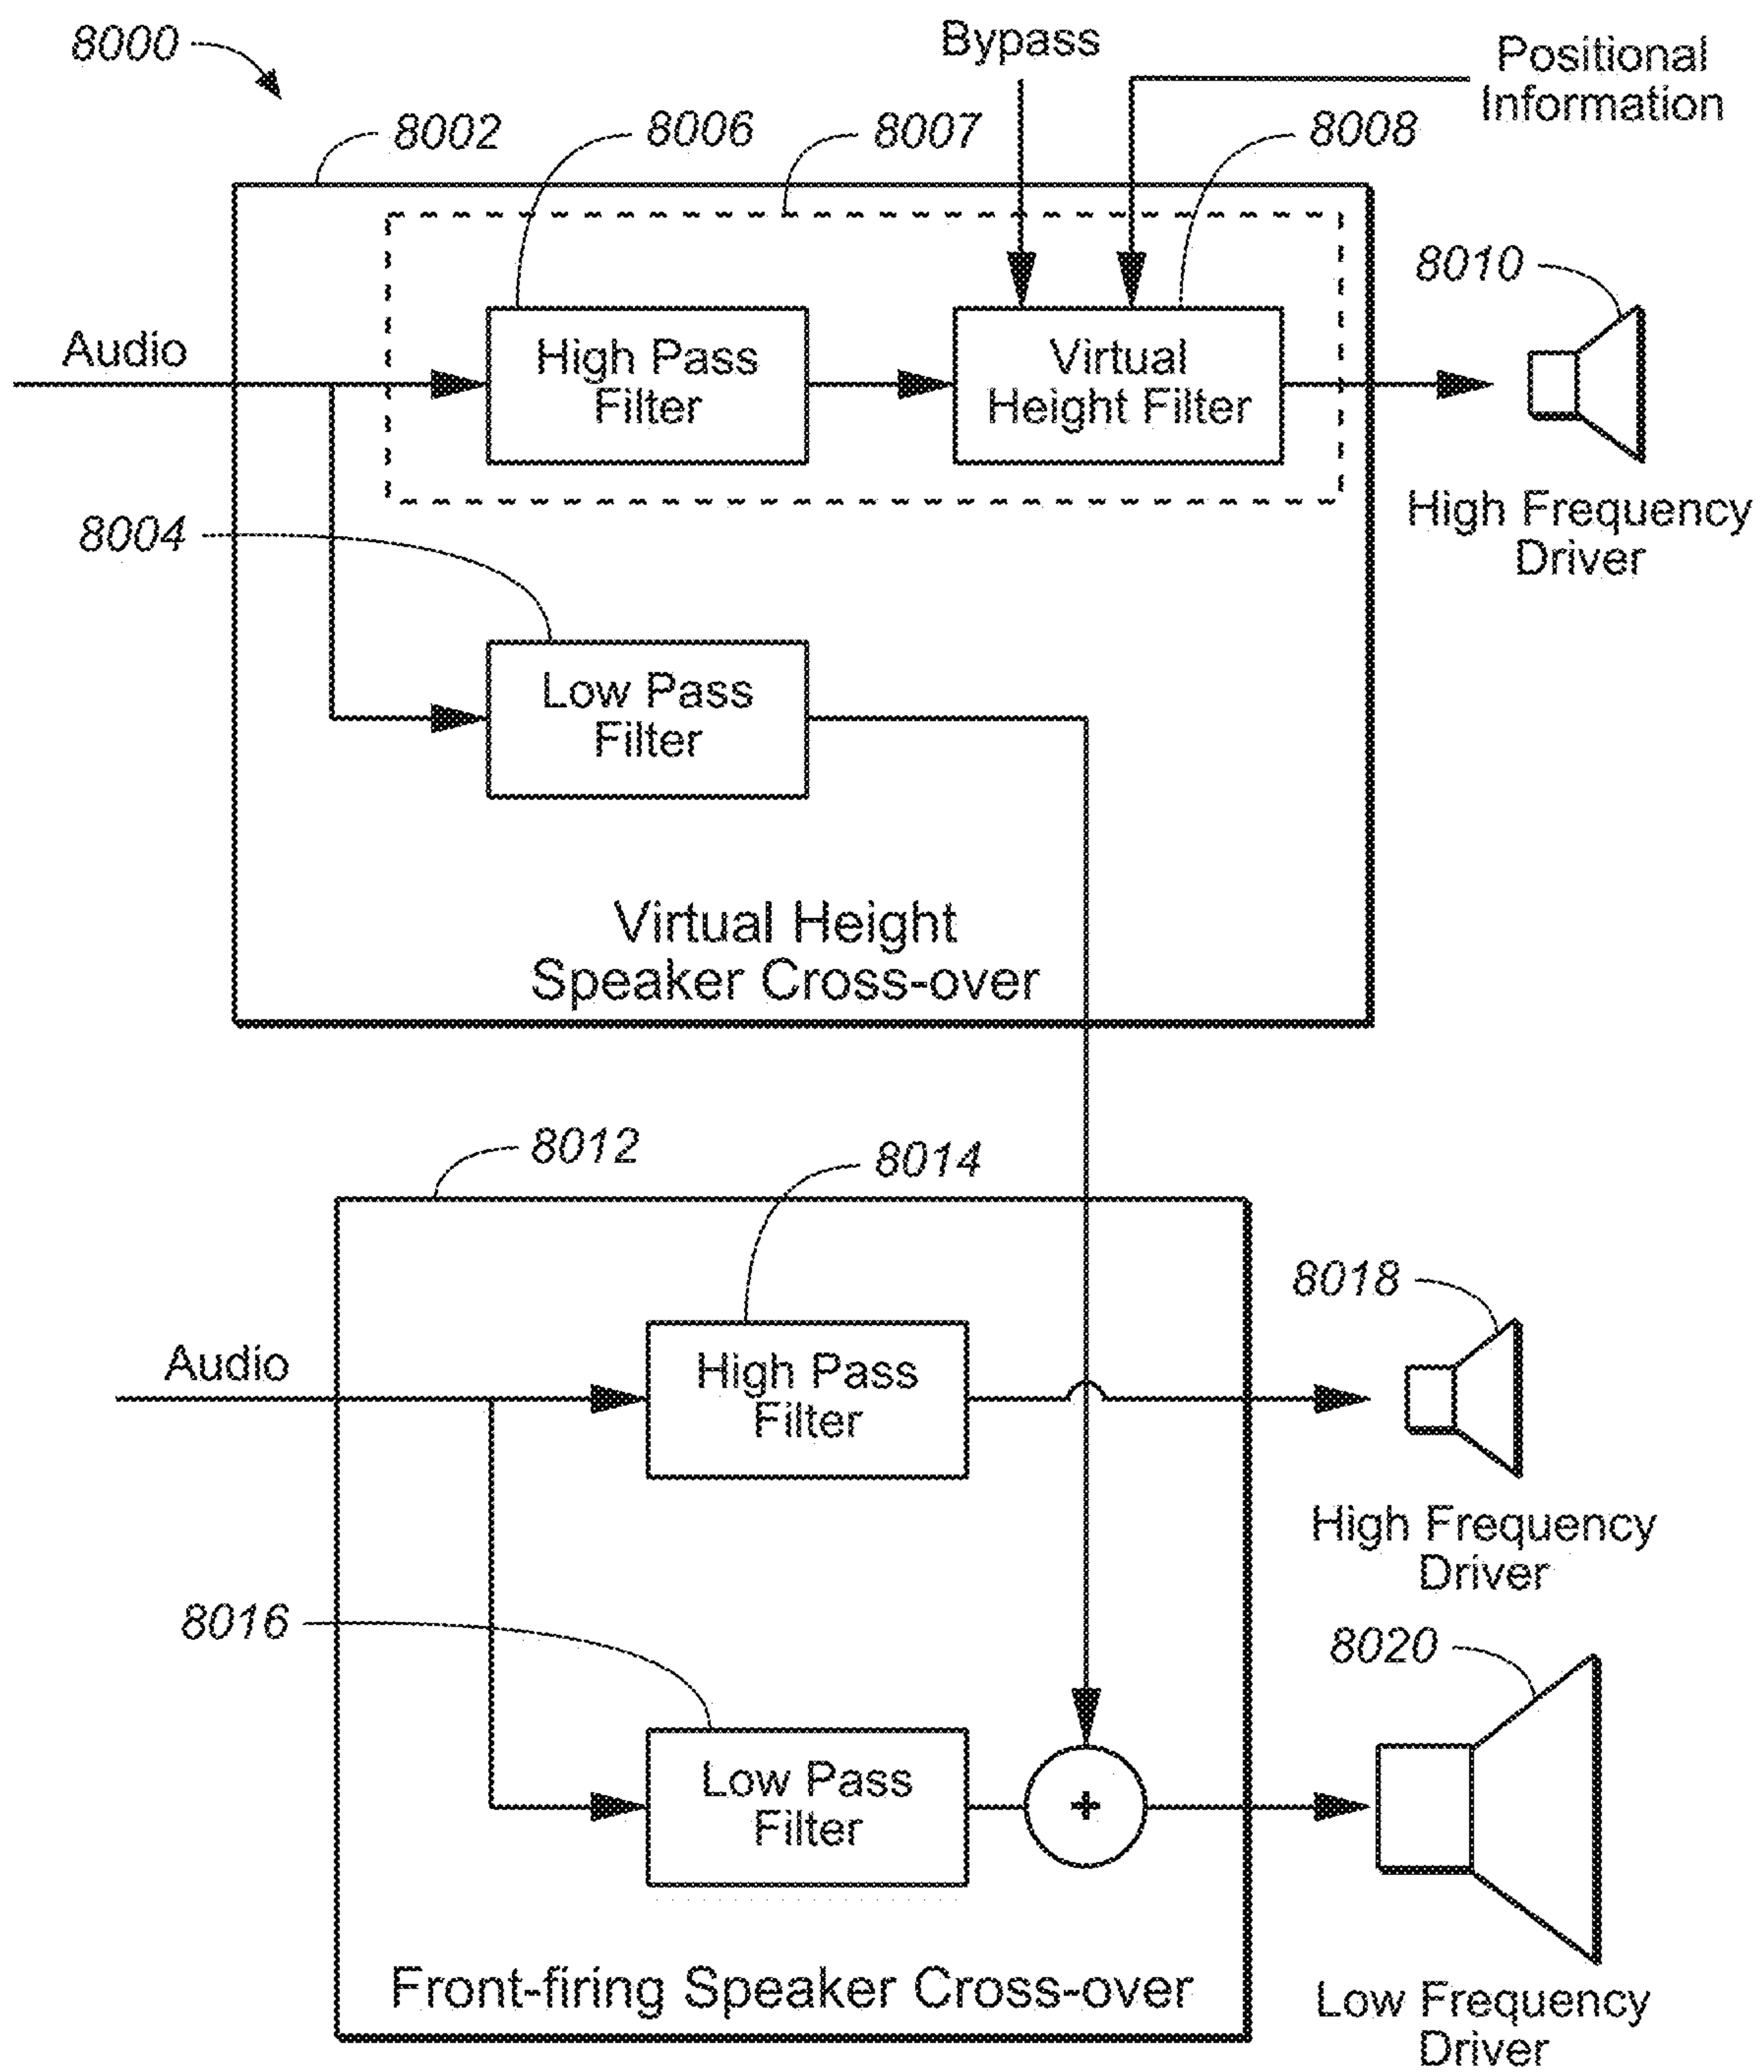 8000
Bypass
Positional
Information
8002
8006
8007
8008
8010
Audio
High Pass
Filter
Virtual
Height Filter
High Frequency
Driver
8004
Low Pass
Filter
Virtual Height
Speaker Cross-over
8012
8014
8018
Audio
High Pass
Filter
High Frequency
Driver
8016
8020
Low Pass
Filter
+
Front-firing Speaker Cross-over
Low Frequency
Driver